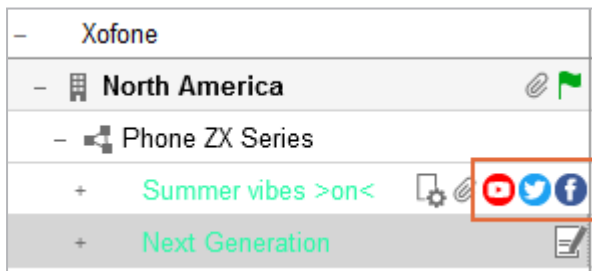 Xofone
North America
Phone ZX Series
Summer vibes >on<
Next Generation